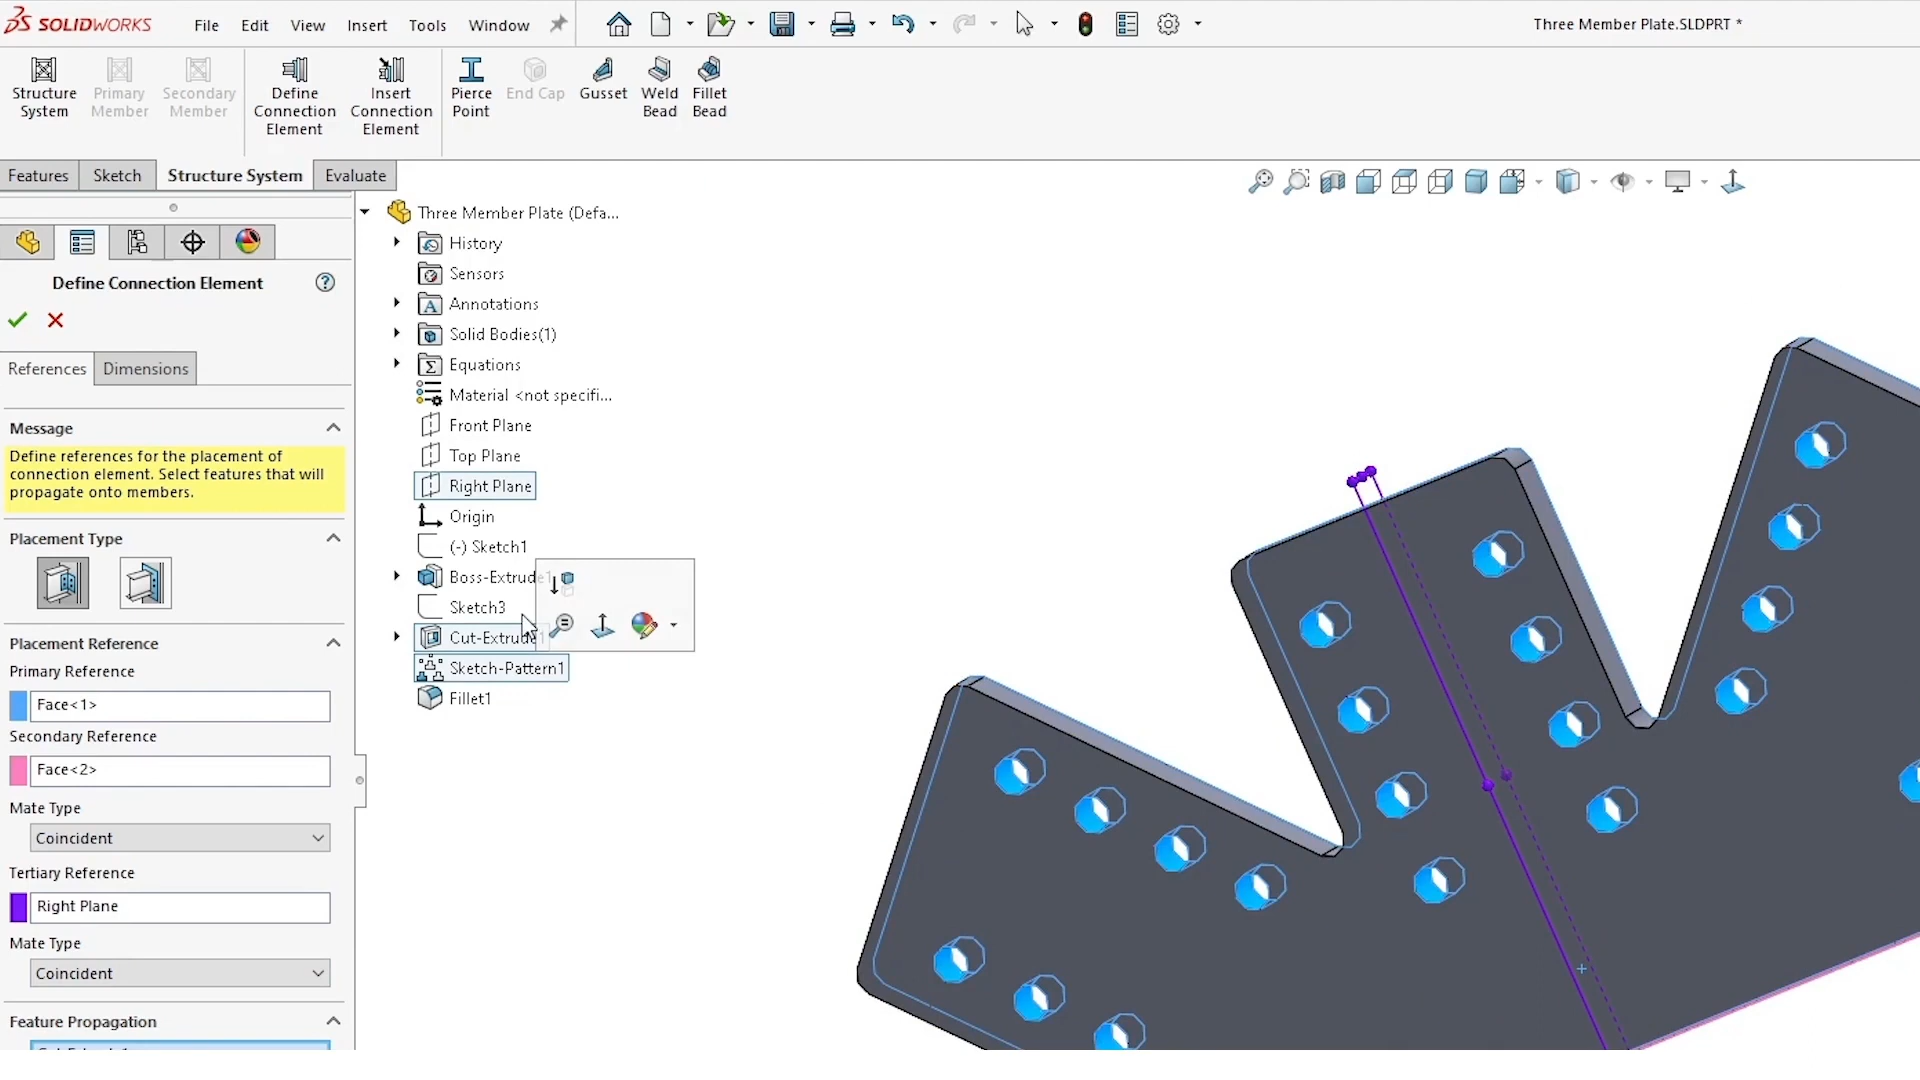 SOLIDWORKS
File Edit View Insert Tools Window
Three Member Plate.SLDPRT *
Structure System
Primary Member
Secondary Member
Define Connection Element
Insert Connection Element
Pierce Point
End Cap
Gusset
Weld Bead
Fillet Bead
Features Sketch Structure System Evaluate
Define Connection Element
References Dimensions
Message
Define references for the placement of
connection element. Select features that will
propagate onto members.
Placement Type
Placement Reference
Primary Reference
Face<1>
Secondary Reference
Face<2>
Mate Type
Coincident
Tertiary Reference
Right Plane
Mate Type
Coincident
Feature Propagation
Three Member Plate (Defa...
History
Sensors
Annotations
Solid Bodies(1)
Equations
Material <not specifi...
Front Plane
Top Plane
Right Plane
Origin
(-) Sketch1
Boss-Extrude1
Sketch3
Cut-Extrude1
Sketch-Pattern1
Fillet1